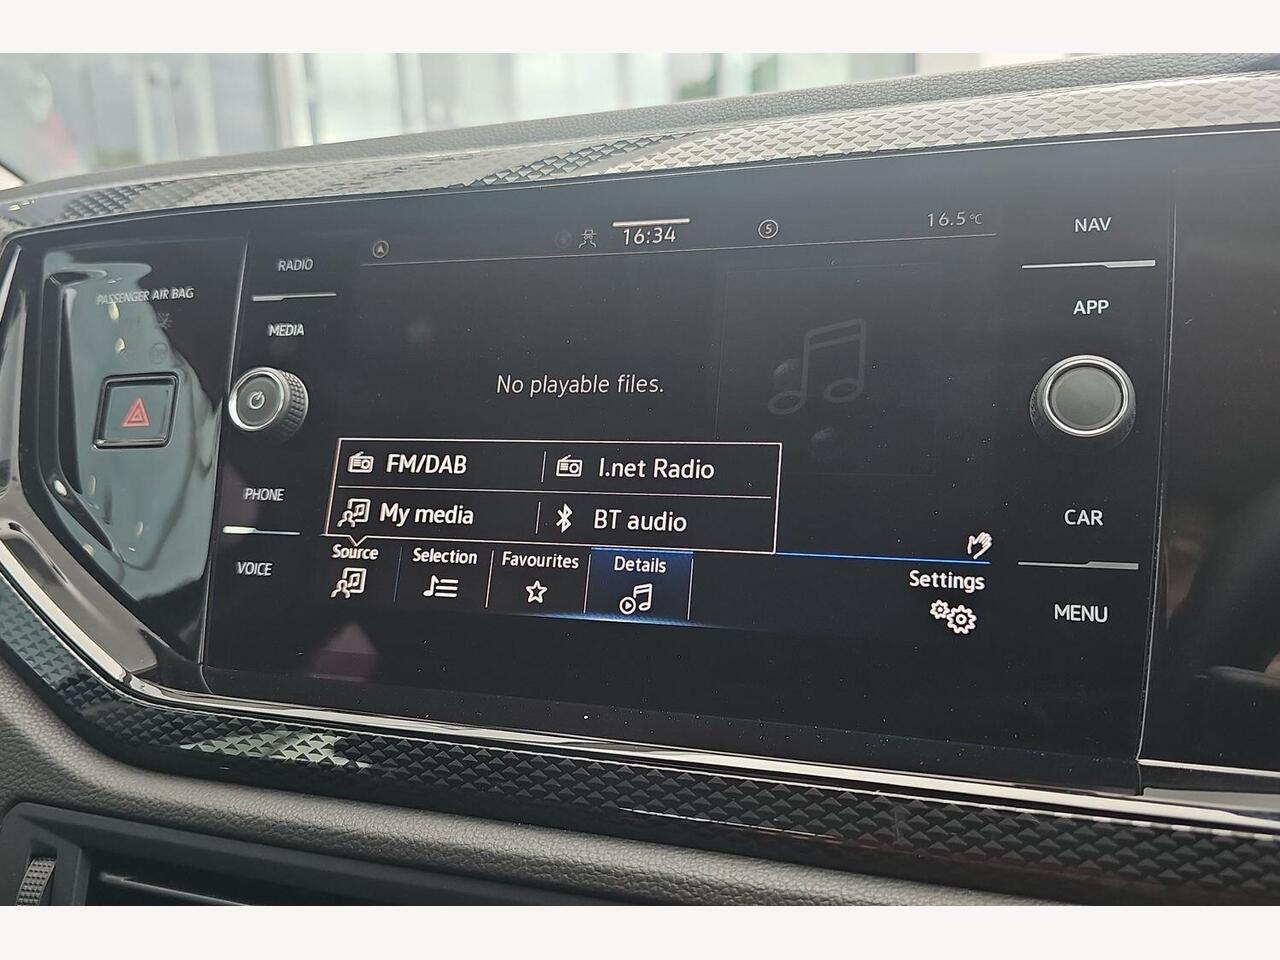 PASSENGER AIR BAG
RADIO
MEDIA
PHONE
VOICE
16:34
5
16.5°C
No playable files.
FM/DAB
I.net Radio
My media
BT audio
Source
Selection
Favourites
Details
Settings
NAV
APP
CAR
MENU